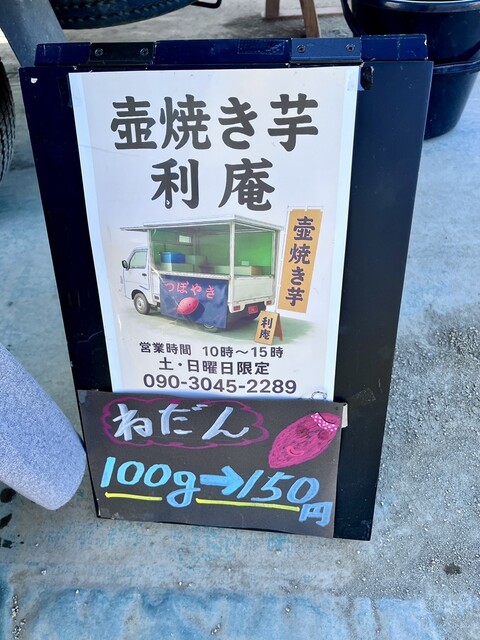 壺焼き芋
利庵
壺焼き芋
つぼやき
利庵
営業時間 10時～15時
土・日曜日限定
090-3045-2289
ねだん
100g→150円